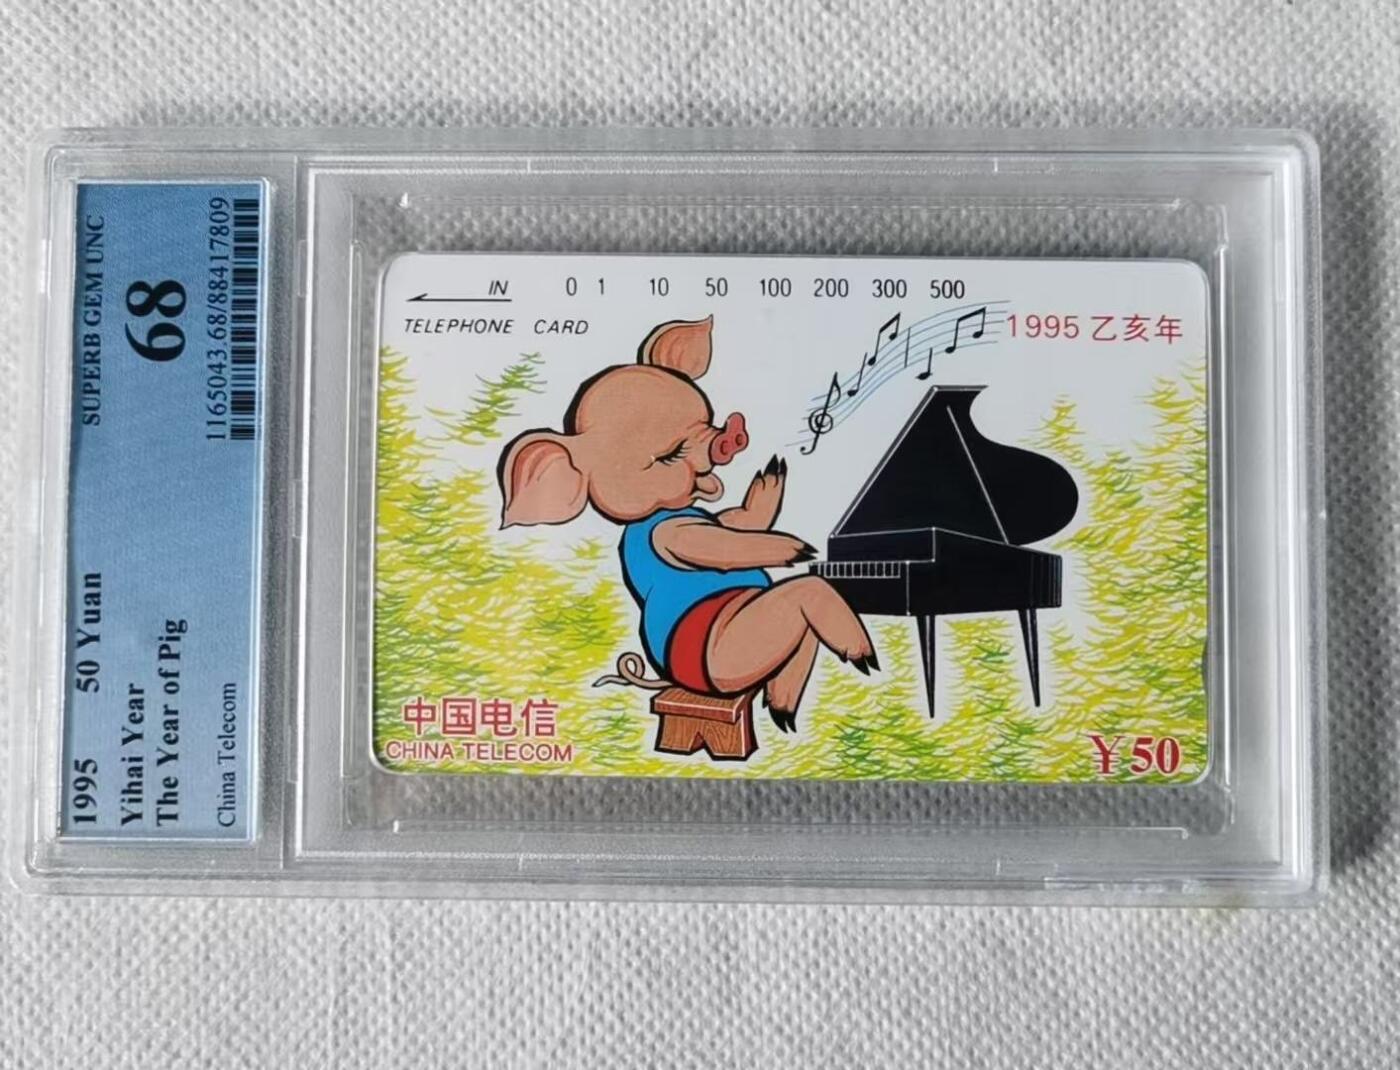 1995 50 Yuan SUPERB GEM UNC
Yihai Year 68
The Year of Pig
China Telecom 1165043.68/88417809
IN 0 1 10 50 100 200 300 500
TELEPHONE CARD
1995 乙亥年
中国电信
CHINA TELECOM
¥50